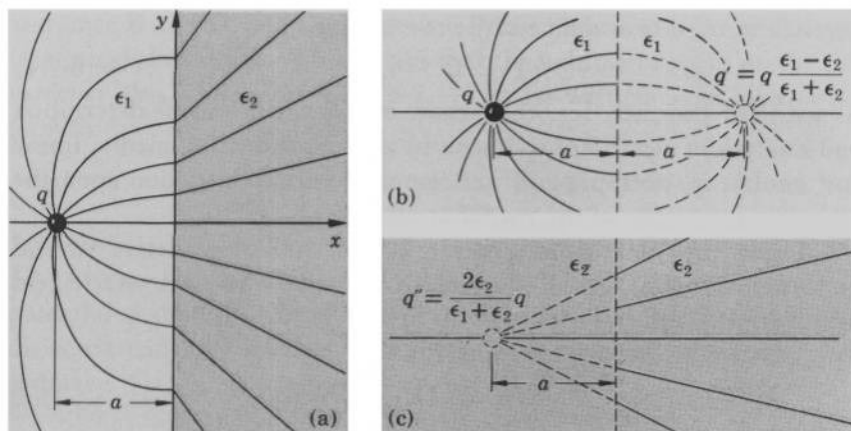 y
ϵ₁
ϵ₂
q
x
a
(a)
ϵ₁ ϵ₁
q
q′ = q (ϵ₁ − ϵ₂)/(ϵ₁ + ϵ₂)
a a
(b)
ϵ₂ ϵ₂
q″ = 2ϵ₂/(ϵ₁ + ϵ₂) q
a
(c)